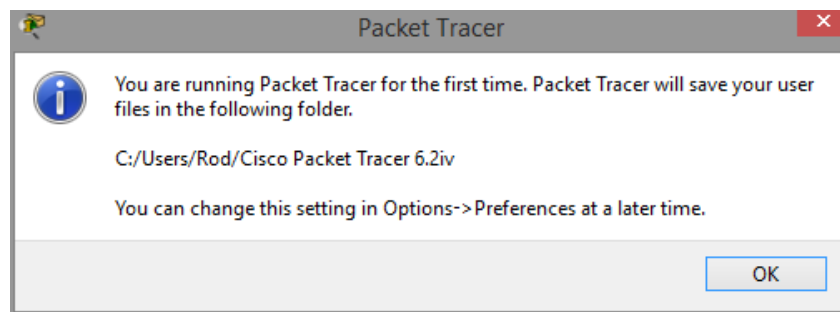 Packet Tracer
You are running Packet Tracer for the first time. Packet Tracer will save your user
files in the following folder.
C:/Users/Rod/Cisco Packet Tracer 6.2iv
You can change this setting in Options->Preferences at a later time.
OK